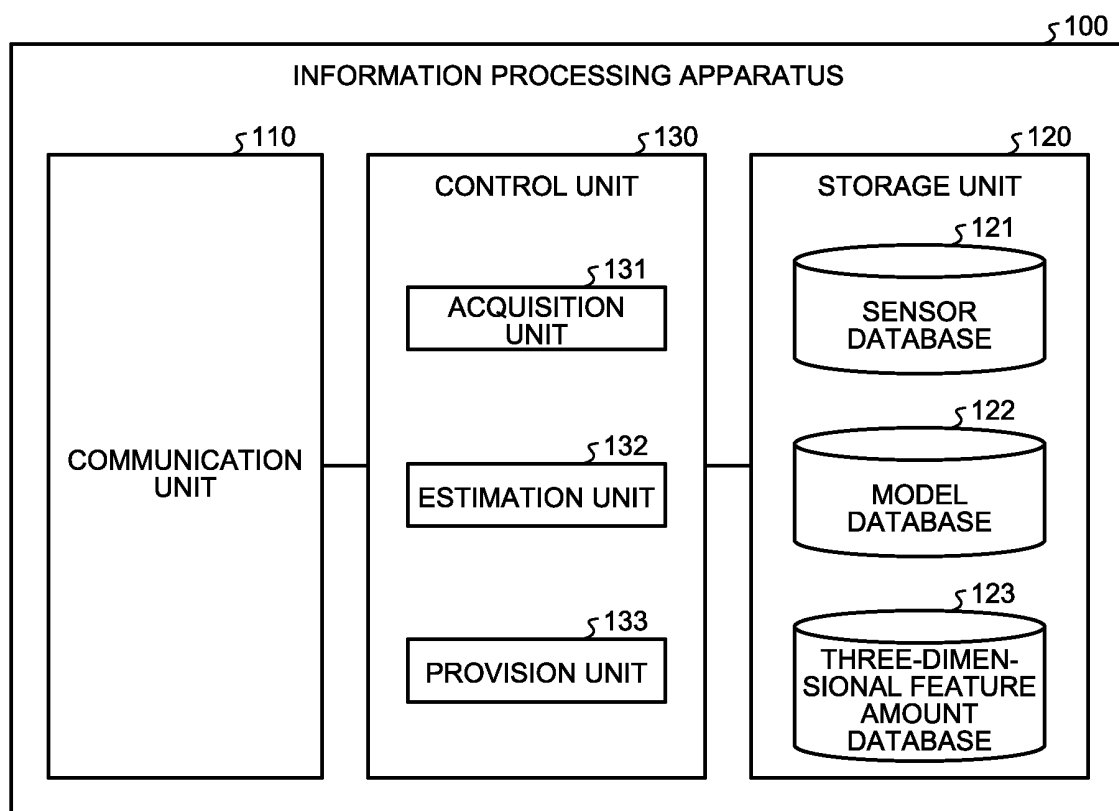 100
INFORMATION PROCESSING APPARATUS
110
COMMUNICATION
UNIT
130
CONTROL UNIT
131
ACQUISITION
UNIT
132
ESTIMATION UNIT
133
PROVISION UNIT
120
STORAGE UNIT
121
SENSOR
DATABASE
122
MODEL
DATABASE
123
THREE-DIMEN-
SIONAL FEATURE
AMOUNT
DATABASE